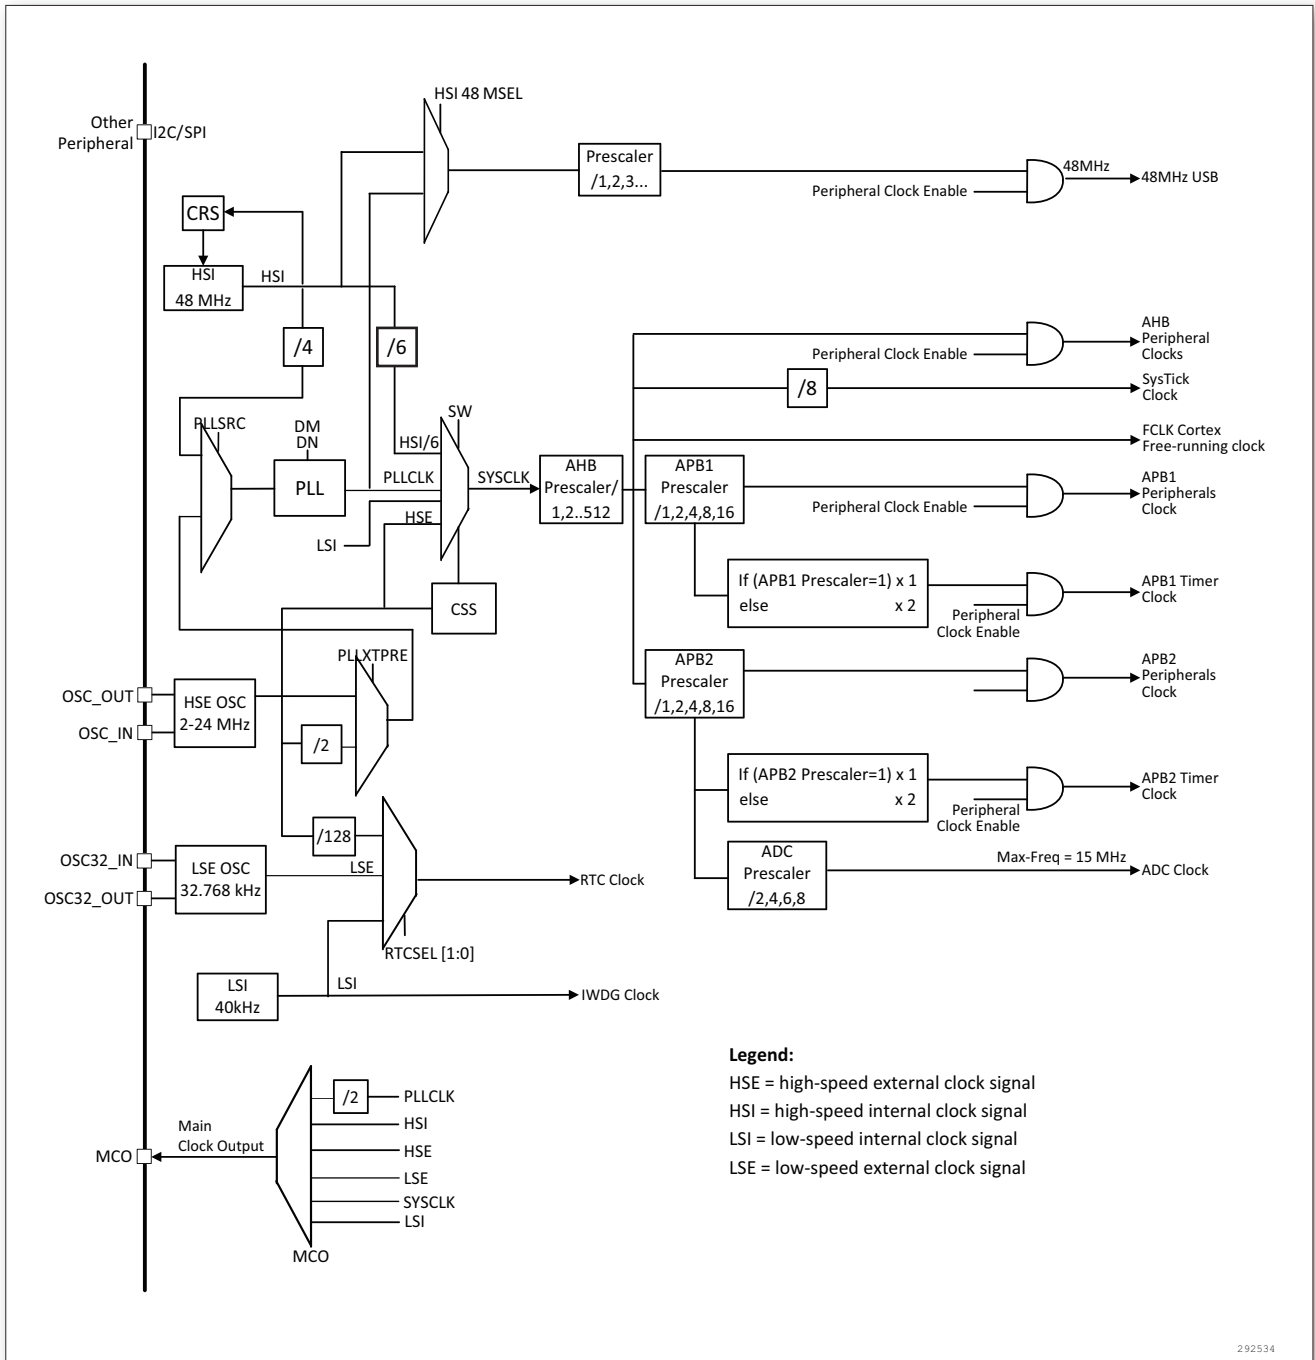 HSI 48 MSEL
Other
Peripheral
I2C/SPI
Prescaler
/1,2,3...
48MHz
48MHz USB
Peripheral Clock Enable
CRS
HSI
48 MHz
HSI
/4
/6
AHB
Peripheral
Clocks
Peripheral Clock Enable
/8
SysTick
Clock
FCLK Cortex
Free-running clock
PLLSRC
DM
DN
PLL
SW
HSI/6
PLLCLK
HSE
LSI
SYSCLK
AHB
Prescaler/
1,2..512
APB1
Prescaler
/1,2,4,8,16
Peripheral Clock Enable
APB1
Peripherals
Clock
CSS
If (APB1 Prescaler=1) x 1
else x 2
Peripheral
Clock Enable
APB1 Timer
Clock
PLLXTPRE
OSC_OUT
OSC_IN
HSE OSC
2-24 MHz
/2
APB2
Prescaler
/1,2,4,8,16
APB2
Peripherals
Clock
If (APB2 Prescaler=1) x 1
else x 2
Peripheral
Clock Enable
APB2 Timer
Clock
/128
OSC32_IN
OSC32_OUT
LSE OSC
32.768 kHz
LSE
RTC Clock
RTCSEL [1:0]
ADC
Prescaler
/2,4,6,8
Max-Freq = 15 MHz
ADC Clock
LSI
40kHz
LSI
IWDG Clock
Legend:
HSE = high-speed external clock signal
HSI = high-speed internal clock signal
LSI = low-speed internal clock signal
LSE = low-speed external clock signal
MCO
Main
Clock Output
/2
PLLCLK
HSI
HSE
LSE
SYSCLK
LSI
MCO
292534